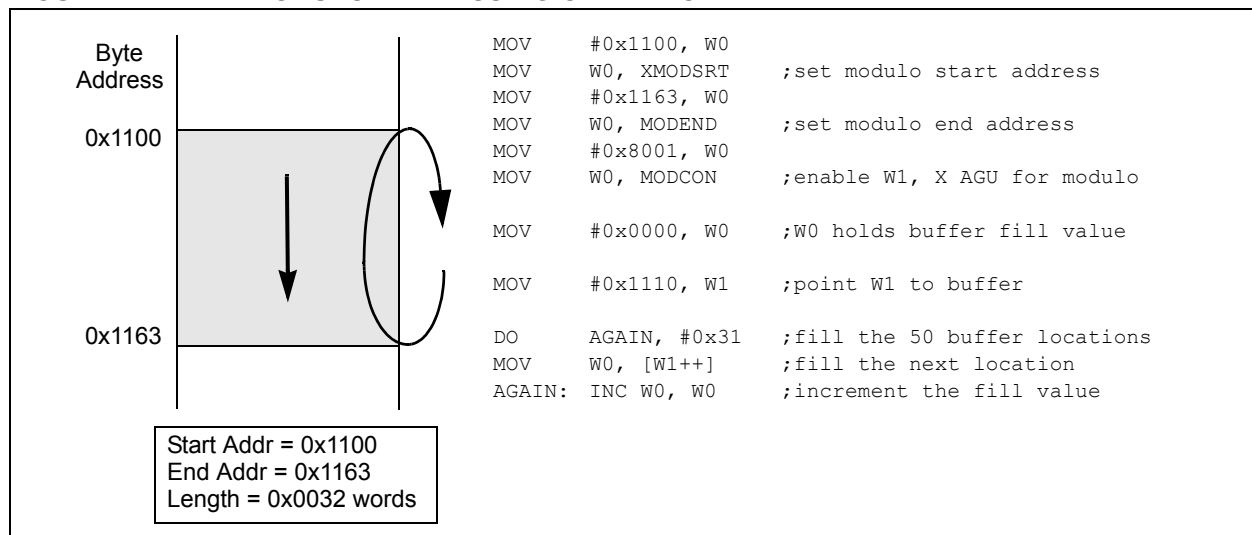 Byte
Address
0x1100
0x1163
Start Addr = 0x1100
End Addr = 0x1163
Length = 0x0032 words
MOV #0x1100, W0
MOV W0, XMODSRT ;set modulo start address
MOV #0x1163, W0
MOV W0, MODEND ;set modulo end address
MOV #0x8001, W0
MOV W0, MODCON ;enable W1, X AGU for modulo
MOV #0x0000, W0 ;W0 holds buffer fill value
MOV #0x1110, W1 ;point W1 to buffer
DO AGAIN, #0x31 ;fill the 50 buffer locations
MOV W0, [W1++] ;fill the next location
AGAIN: INC W0, W0 ;increment the fill value